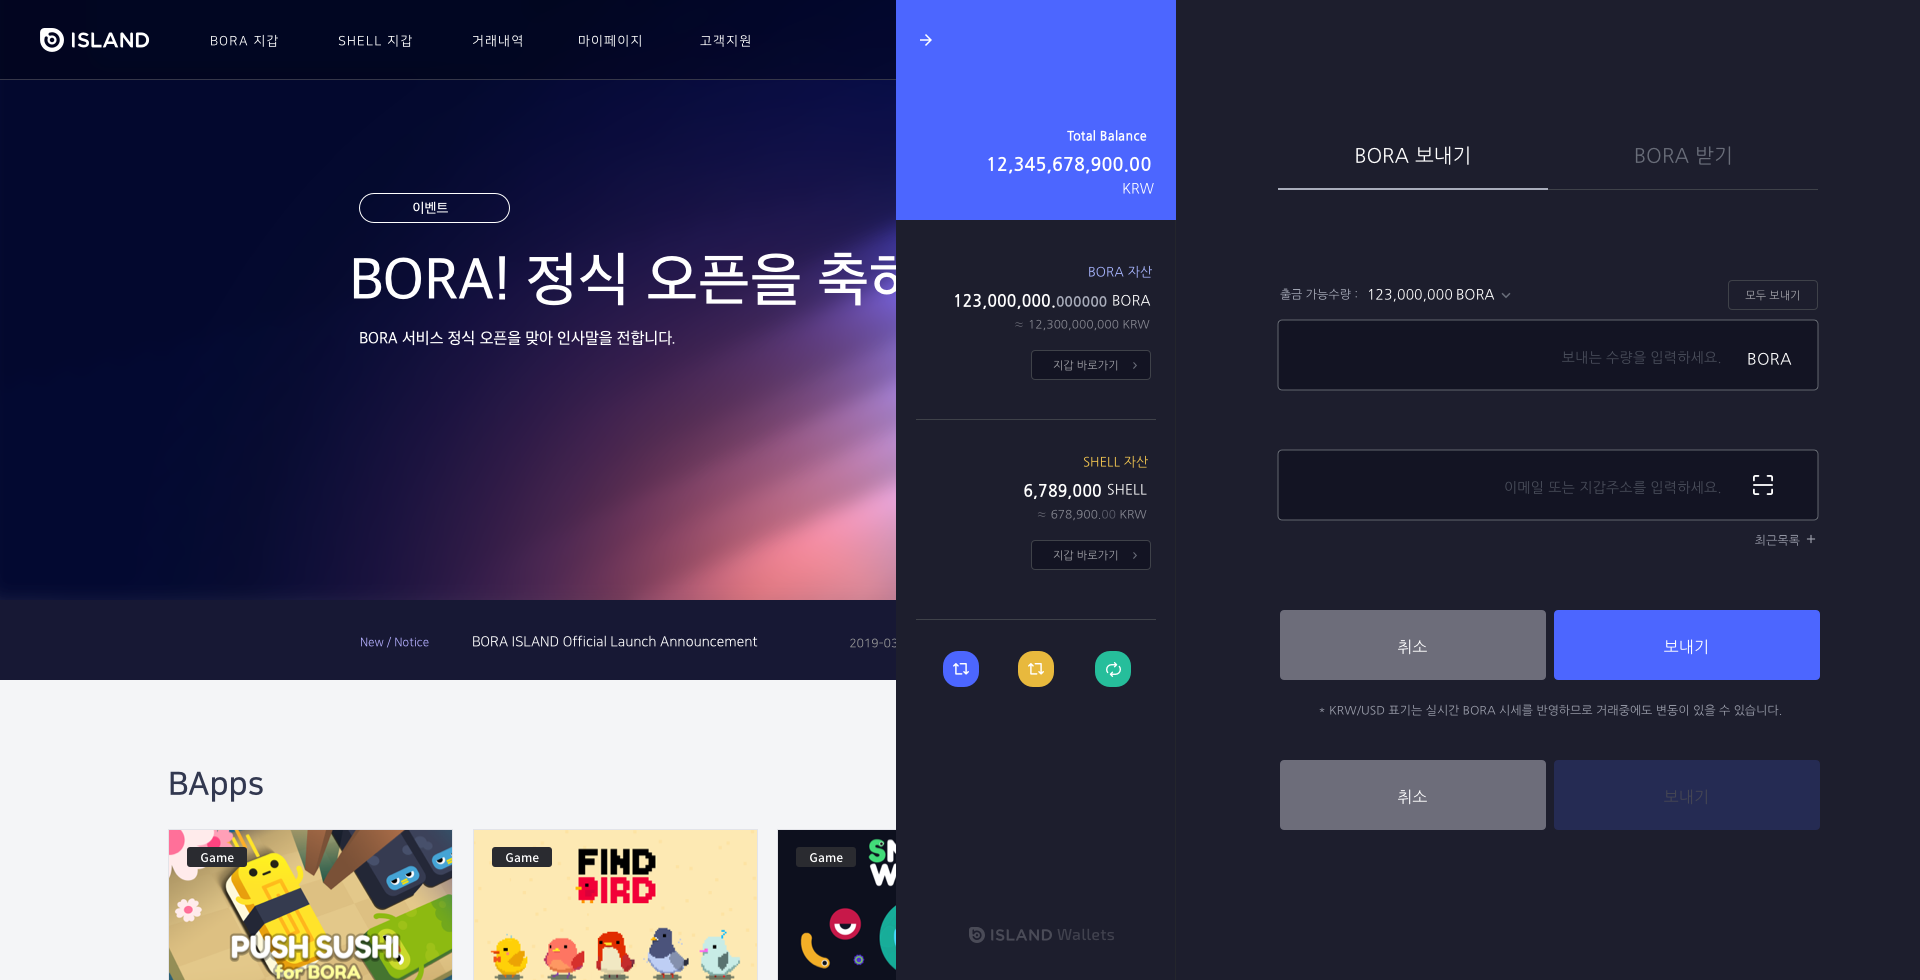 ISLAND
BORA 지갑
SHELL 지갑
거래내역
마이페이지
고객지원
이벤트
BORA! 정식 오픈을
BORA 서비스 정식 오픈을 맞아 인사말을 전합니다.
New / Notice
BORA ISLAND Official Launch Announcement
2019-03
BApps
Game
PUSH SUSHI
for BORA
Game
FIND
BIRD
Game
Total Balance
12,345,678,900.00
KRW
BORA 자산
123,000,000.000000 BORA
≈ 12,300,000,000 KRW
지갑 바로가기
SHELL 자산
6,789,000 SHELL
≈ 678,900.00 KRW
지갑 바로가기
ISLAND Wallets
BORA 보내기
BORA 받기
출금 가능수량 : 123,000,000 BORA
모두 보내기
보내는 수량을 입력하세요.
BORA
이메일 또는 지갑주소를 입력하세요.
최근목록 +
취소
보내기
* KRW/USD 표기는 실시간 BORA 시세를 반영하므로 거래중에도 변동이 있을 수 있습니다.
취소
보내기